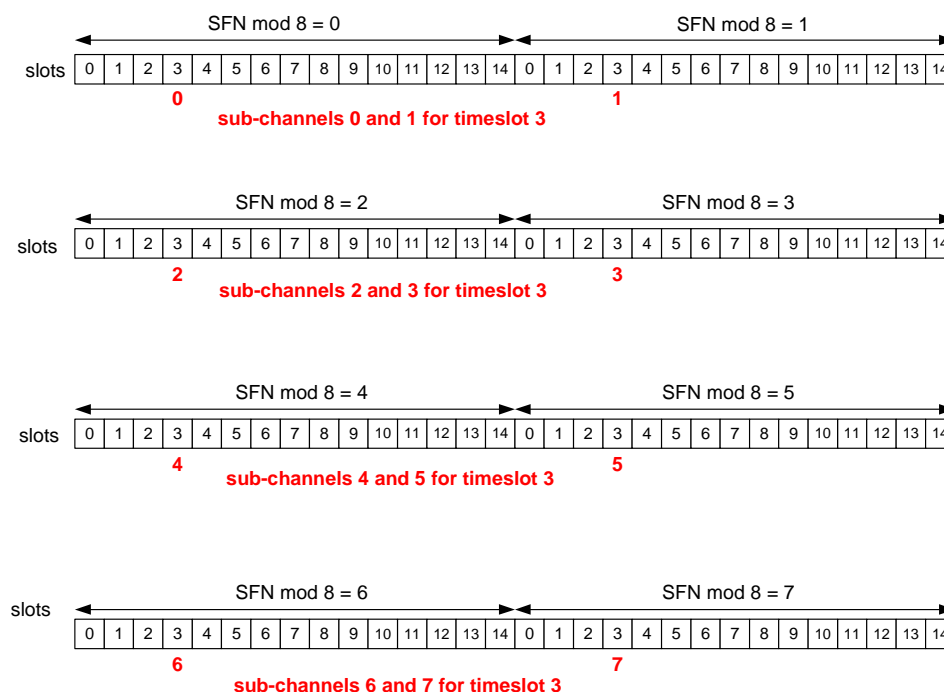 SFN mod 8 = 0 SFN mod 8 = 1
slots 0 1 2 3 4 5 6 7 8 9 10 11 12 13 14 0 1 2 3 4 5 6 7 8 9 10 11 12 13 14
0 1
sub-channels 0 and 1 for timeslot 3
SFN mod 8 = 2 SFN mod 8 = 3
slots 0 1 2 3 4 5 6 7 8 9 10 11 12 13 14 0 1 2 3 4 5 6 7 8 9 10 11 12 13 14
2 3
sub-channels 2 and 3 for timeslot 3
SFN mod 8 = 4 SFN mod 8 = 5
slots 0 1 2 3 4 5 6 7 8 9 10 11 12 13 14 0 1 2 3 4 5 6 7 8 9 10 11 12 13 14
4 5
sub-channels 4 and 5 for timeslot 3
SFN mod 8 = 6 SFN mod 8 = 7
slots
0 1 2 3 4 5 6 7 8 9 10 11 12 13 14 0 1 2 3 4 5 6 7 8 9 10 11 12 13 14
6 7
sub-channels 6 and 7 for timeslot 3